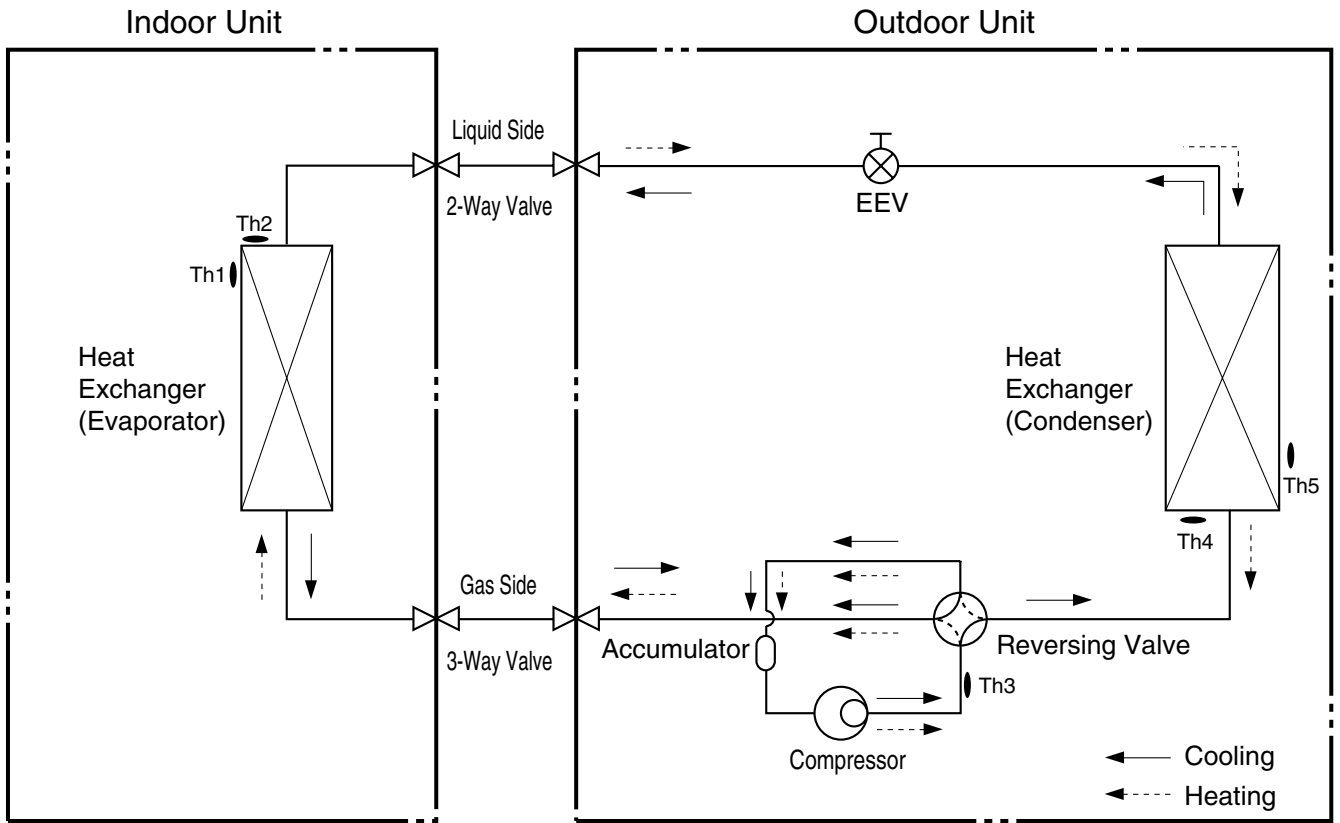 Indoor Unit
Outdoor Unit
Liquid Side
2-Way Valve
EEV
Th2
Th1
Heat
Exchanger
(Evaporator)
Heat
Exchanger
(Condenser)
Th5
Th4
Gas Side
3-Way Valve
Accumulator
Reversing Valve
Th3
Compressor
Cooling
Heating